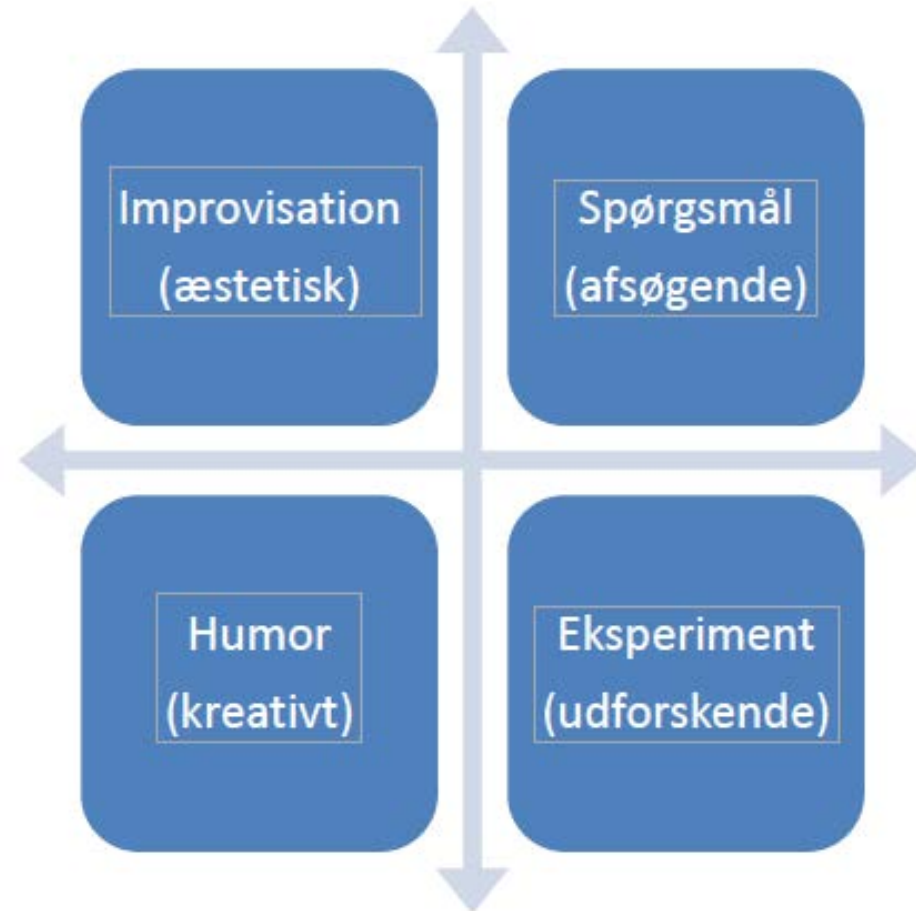 Improvisation
(æstetisk)
Spørgsmål
(afsøgende)
Humor
(kreativt)
Eksperiment
(udforskende)